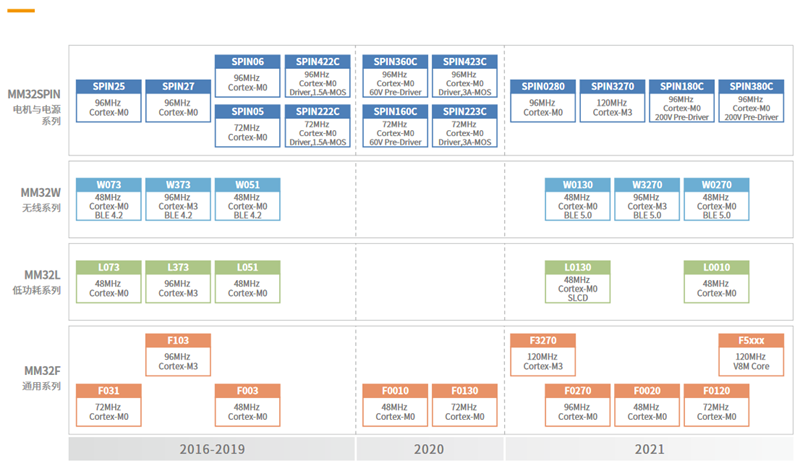 MM32SPIN
电机与电源
系列
SPIN25
96MHz
Cortex-M0
SPIN27
96MHz
Cortex-M0
SPIN06
96MHz
Cortex-M0
SPIN422C
96MHz
Cortex-M0
Driver,1.5A-MOS
SPIN05
72MHz
Cortex-M0
SPIN222C
72MHz
Cortex-M0
Driver,1.5A-MOS
SPIN360C
96MHz
Cortex-M0
60V Pre-Driver
SPIN423C
96MHz
Cortex-M0
Driver,3A-MOS
SPIN160C
72MHz
Cortex-M0
60V Pre-Driver
SPIN223C
72MHz
Cortex-M0
Driver,3A-MOS
SPIN0280
96MHz
Cortex-M0
SPIN3270
120MHz
Cortex-M3
SPIN180C
96MHz
Cortex-M0
200V Pre-Driver
SPIN380C
96MHz
Cortex-M0
200V Pre-Driver
MM32W
无线系列
W073
48MHz
Cortex-M0
BLE 4.2
W373
96MHz
Cortex-M3
BLE 4.2
W051
48MHz
Cortex-M0
BLE 4.2
W0130
48MHz
Cortex-M0
BLE 5.0
W3270
96MHz
Cortex-M3
BLE 5.0
W0270
48MHz
Cortex-M0
BLE 5.0
MM32L
低功耗系列
L073
48MHz
Cortex-M0
L373
96MHz
Cortex-M3
L051
48MHz
Cortex-M0
L0130
48MHz
Cortex-M0
SLCD
L0010
48MHz
Cortex-M0
MM32F
通用系列
F103
96MHz
Cortex-M3
F031
72MHz
Cortex-M0
F003
48MHz
Cortex-M0
F0010
48MHz
Cortex-M0
F0130
72MHz
Cortex-M0
F3270
120MHz
Cortex-M3
F5xxx
120MHz
V8M Core
F0270
96MHz
Cortex-M0
F0020
48MHz
Cortex-M0
F0120
72MHz
Cortex-M0
2016-2019
2020
2021